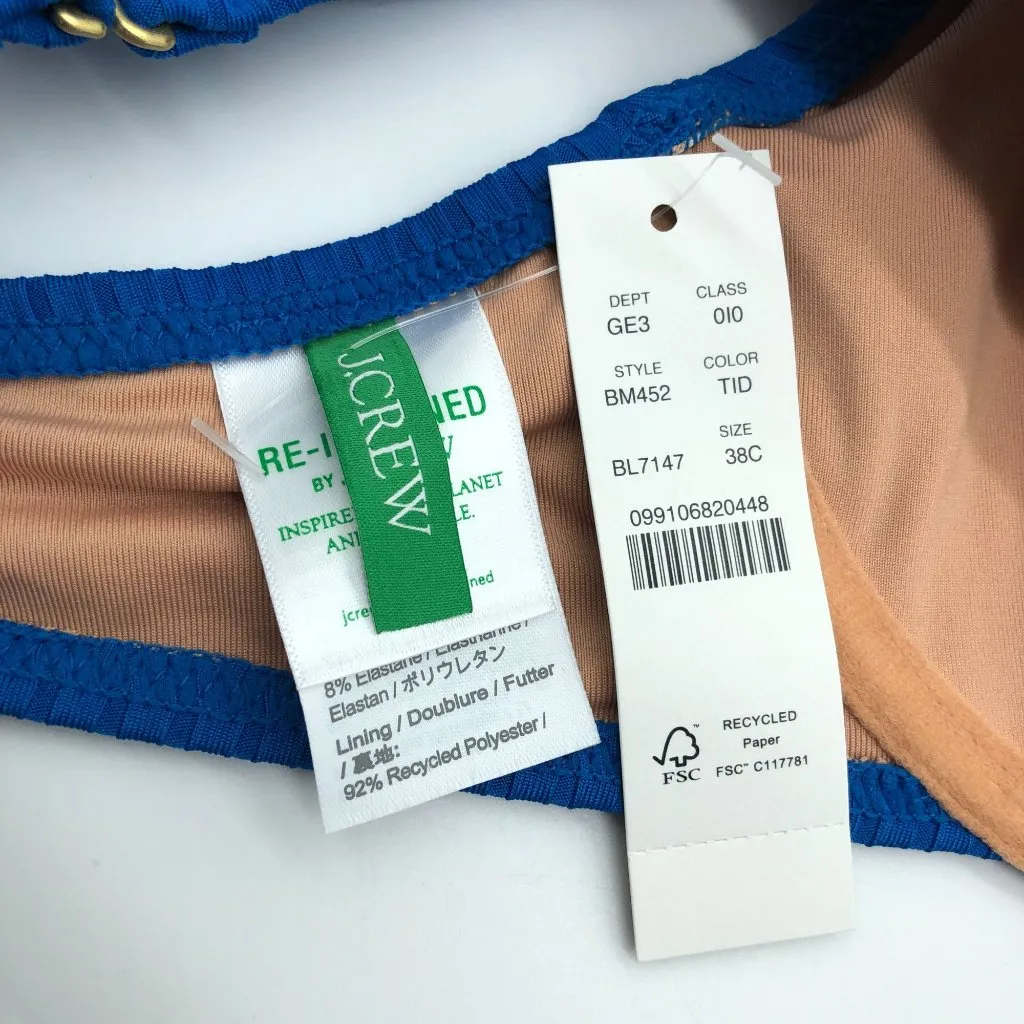 J.CREW
RE-I NED
BY J
LANET
INSPIRE LE.
AN
ned
jcre
8% Elastane / Elasthanne /
Elastan / ポリウレタン
Lining / Doublure / Futter
/ 裏地:
92% Recycled Polyester /
DEPT CLASS
GE3 0I0
STYLE COLOR
BM452 TID
SIZE
BL7147 38C
099106820448
FSC™
RECYCLED
Paper
FSC™ C117781